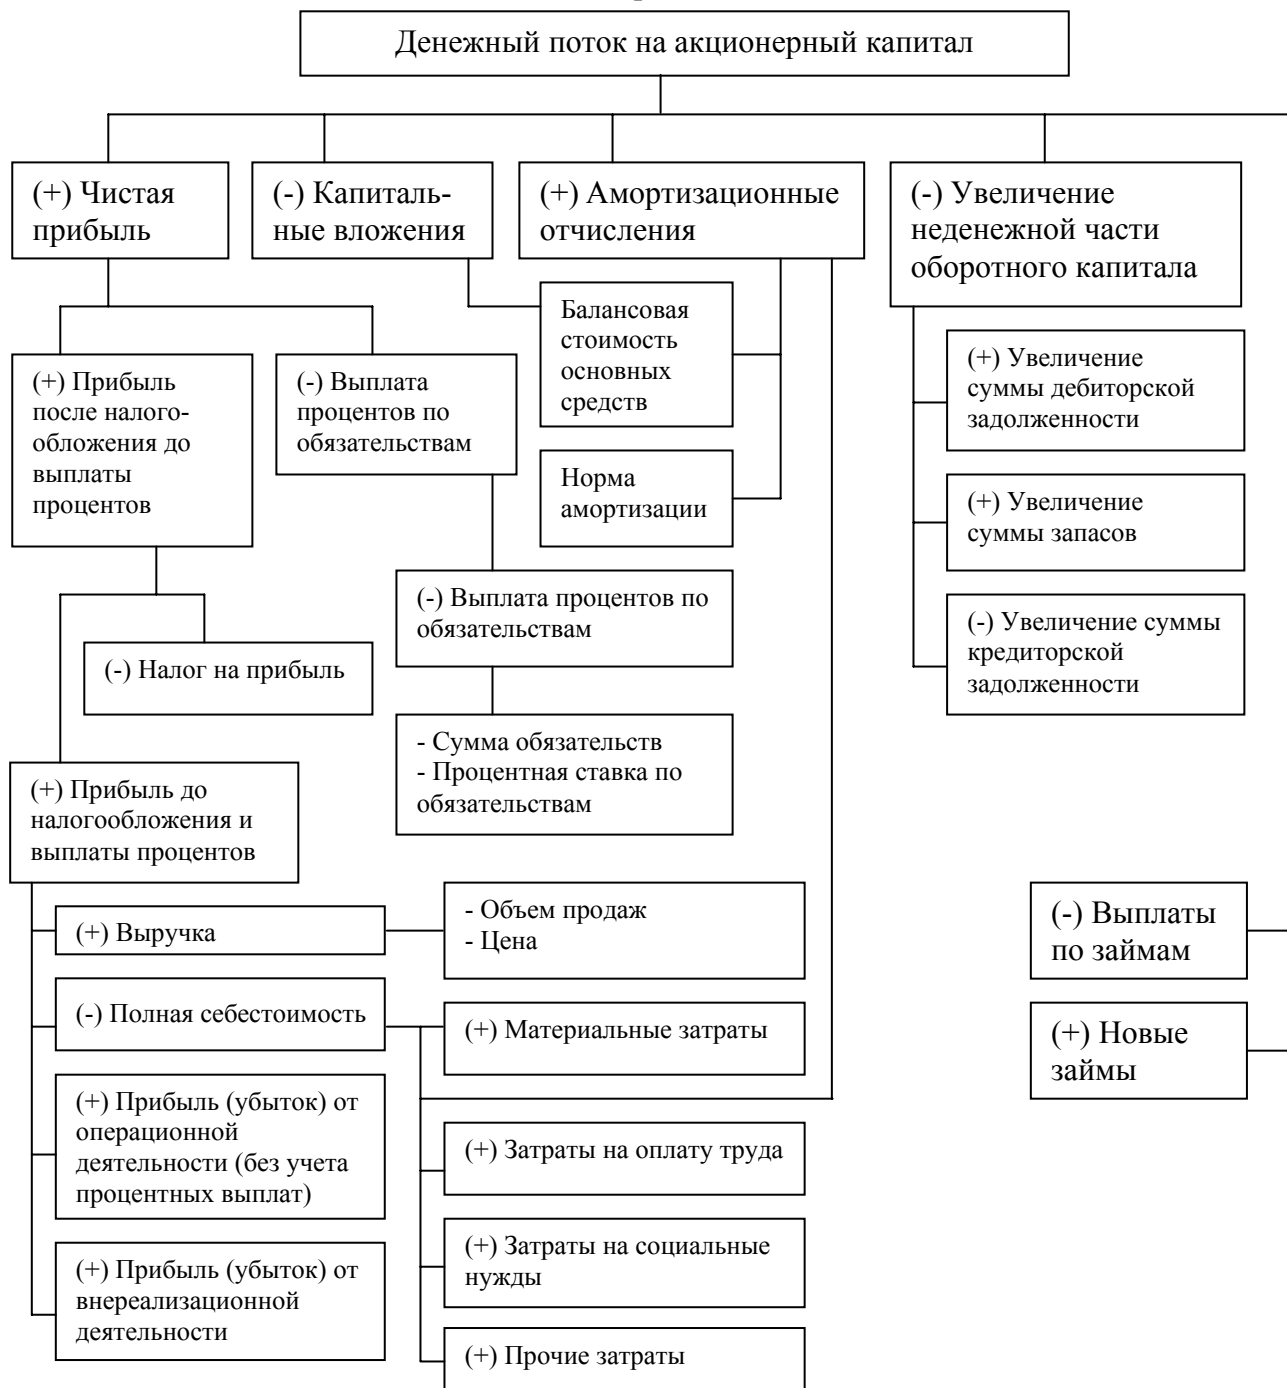 Денежный поток на акционерный капитал
(+) Чистая
прибыль
(-) Капиталь-
ные вложения
(+) Амортизационные
отчисления
(-) Увеличение
неденежной части
оборотного капитала
Балансовая
стоимость
основных
средств
(+) Прибыль
после налого-
обложения до
выплаты
процентов
(-) Выплата
процентов по
обязательствам
(+) Увеличение
суммы дебиторской
задолженности
Норма
амортизации
(+) Увеличение
суммы запасов
(-) Выплата процентов по
обязательствам
(-) Увеличение суммы
кредиторской
задолженности
(-) Налог на прибыль
- Сумма обязательств
- Процентная ставка по
обязательствам
(+) Прибыль до
налогообложения и
выплаты процентов
(+) Выручка
- Объем продаж
- Цена
(-) Выплаты
по займам
(-) Полная себестоимость
(+) Материальные затраты
(+) Новые
займы
(+) Прибыль (убыток) от
операционной
деятельности (без учета
процентных выплат)
(+) Затраты на оплату труда
(+) Затраты на социальные
нужды
(+) Прибыль (убыток) от
внереализационной
деятельности
(+) Прочие затраты